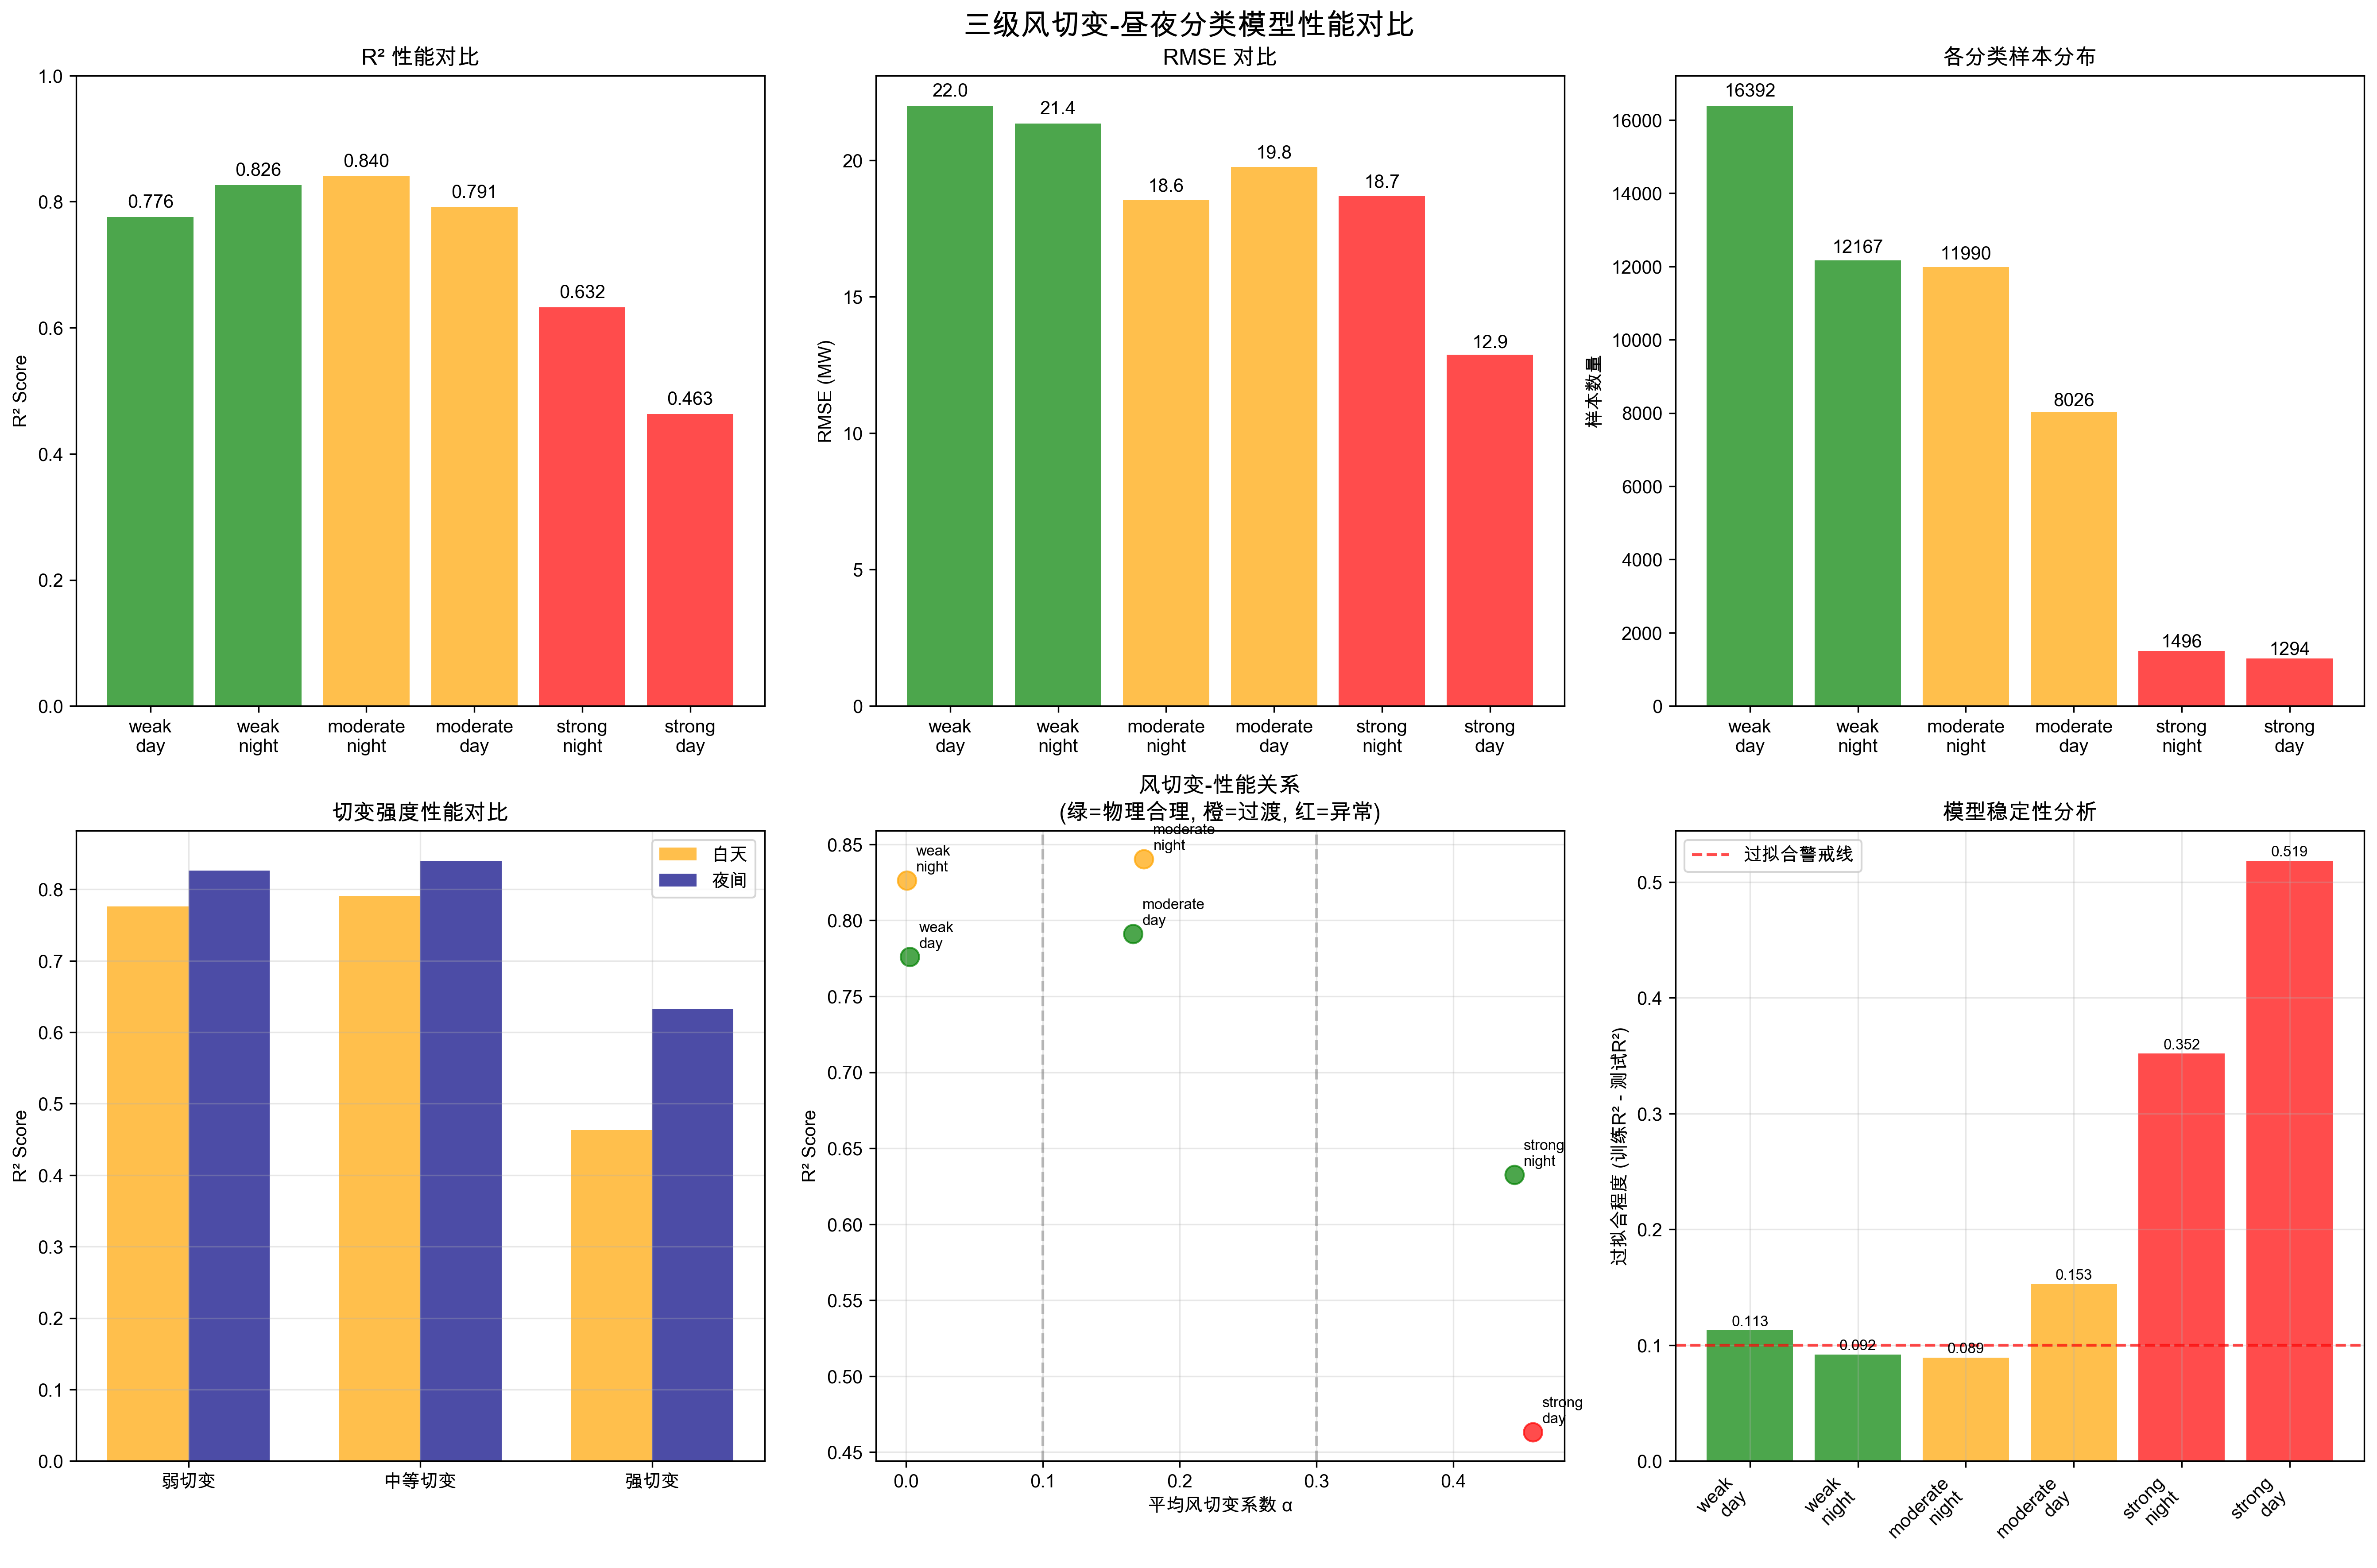 三级风切变-昼夜分类模型性能对比
R² 性能对比
1.0
0.8
0.6
0.4
0.2
0.0
R² Score
0.776
0.826
0.840
0.791
0.632
0.463
weak
day
weak
night
moderate
night
moderate
day
strong
night
strong
day
RMSE 对比
20
15
10
5
0
RMSE (MW)
22.0
21.4
18.6
19.8
18.7
12.9
weak
day
weak
night
moderate
night
moderate
day
strong
night
strong
day
各分类样本分布
16000
14000
12000
10000
8000
6000
4000
2000
0
样本数量
16392
12167
11990
8026
1496
1294
weak
day
weak
night
moderate
night
moderate
day
strong
night
strong
day
切变强度性能对比
0.8
0.7
0.6
0.5
0.4
0.3
0.2
0.1
0.0
R² Score
白天
夜间
弱切变
中等切变
强切变
风切变-性能关系
(绿=物理合理, 橙=过渡, 红=异常)
0.85
0.80
0.75
0.70
0.65
0.60
0.55
0.50
0.45
R² Score
moderate
night
weak
night
moderate
day
weak
day
strong
night
strong
day
0.0
0.1
0.2
0.3
0.4
平均风切变系数 α
模型稳定性分析
过拟合警戒线
0.5
0.4
0.3
0.2
0.1
0.0
过拟合程度 (训练R² - 测试R²)
0.113
0.092
0.089
0.153
0.352
0.519
weak
day
weak
night
moderate
night
moderate
day
strong
night
strong
day